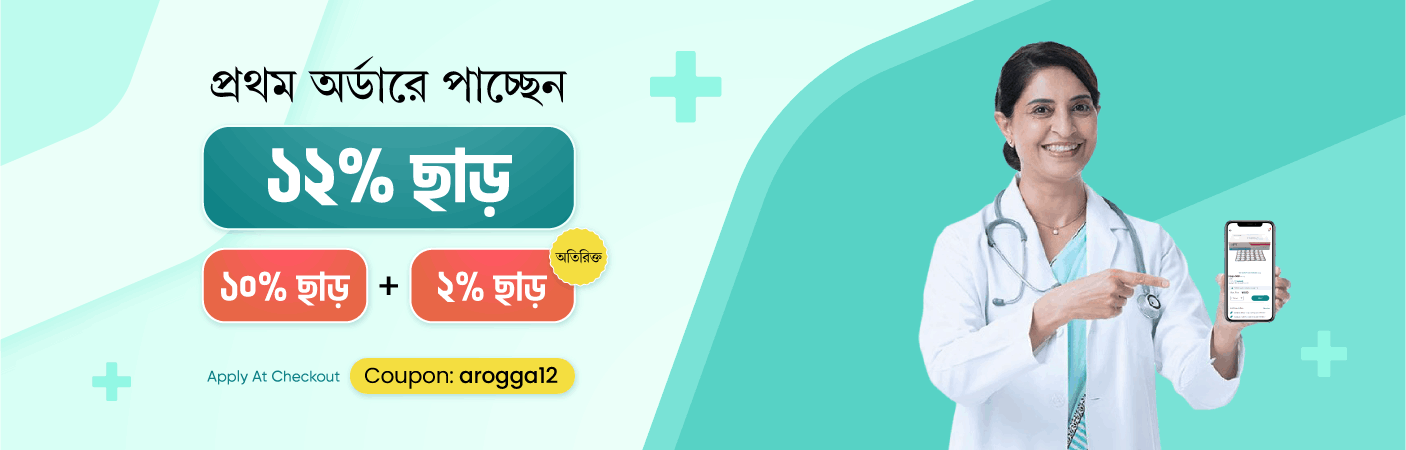 প্রথম অর্ডারে পাচ্ছেন
১২% ছাড়
অতিরিক্ত
১০% ছাড় + ২% ছাড়
Apply At Checkout Coupon: arogga12